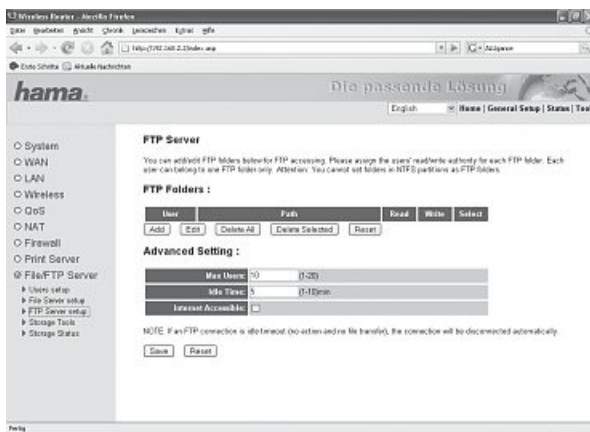 Wireless Router - Mozilla Firefox
Datei Bearbeiten Ansicht Chronik Lesezeichen Extras Hilfe
http://192.168.2.1/index.asp
Erste Schritte Aktuelle Nachrichten
hama.
Die passende Lösung
English Home | General Setup | Status |
System
WAN
LAN
Wireless
QoS
NAT
Firewall
Print Server
File/FTP Server
Users setup
File Server setup
FTP Server setup
Storage Tools
Storage Status
FTP Server
You can add/edit FTP folders below for FTP accessing. Please assign the users' read/write authority for each FTP folder. Each
user can belong to one FTP folder only. Attention: You cannot set folders in NTFS partitions as FTP folders.
FTP Folders :
User Path Read Write Select
Add Edit Delete All Delete Selected Reset
Advanced Setting :
Max Users: 10 (1-20)
Idle Time: 5 (1-10)min
Internet Accessible:
NOTE: If an FTP connection is idle timeout (no action and no file transfer), the connection will be disconnected automatically.
Save Reset
Fertig